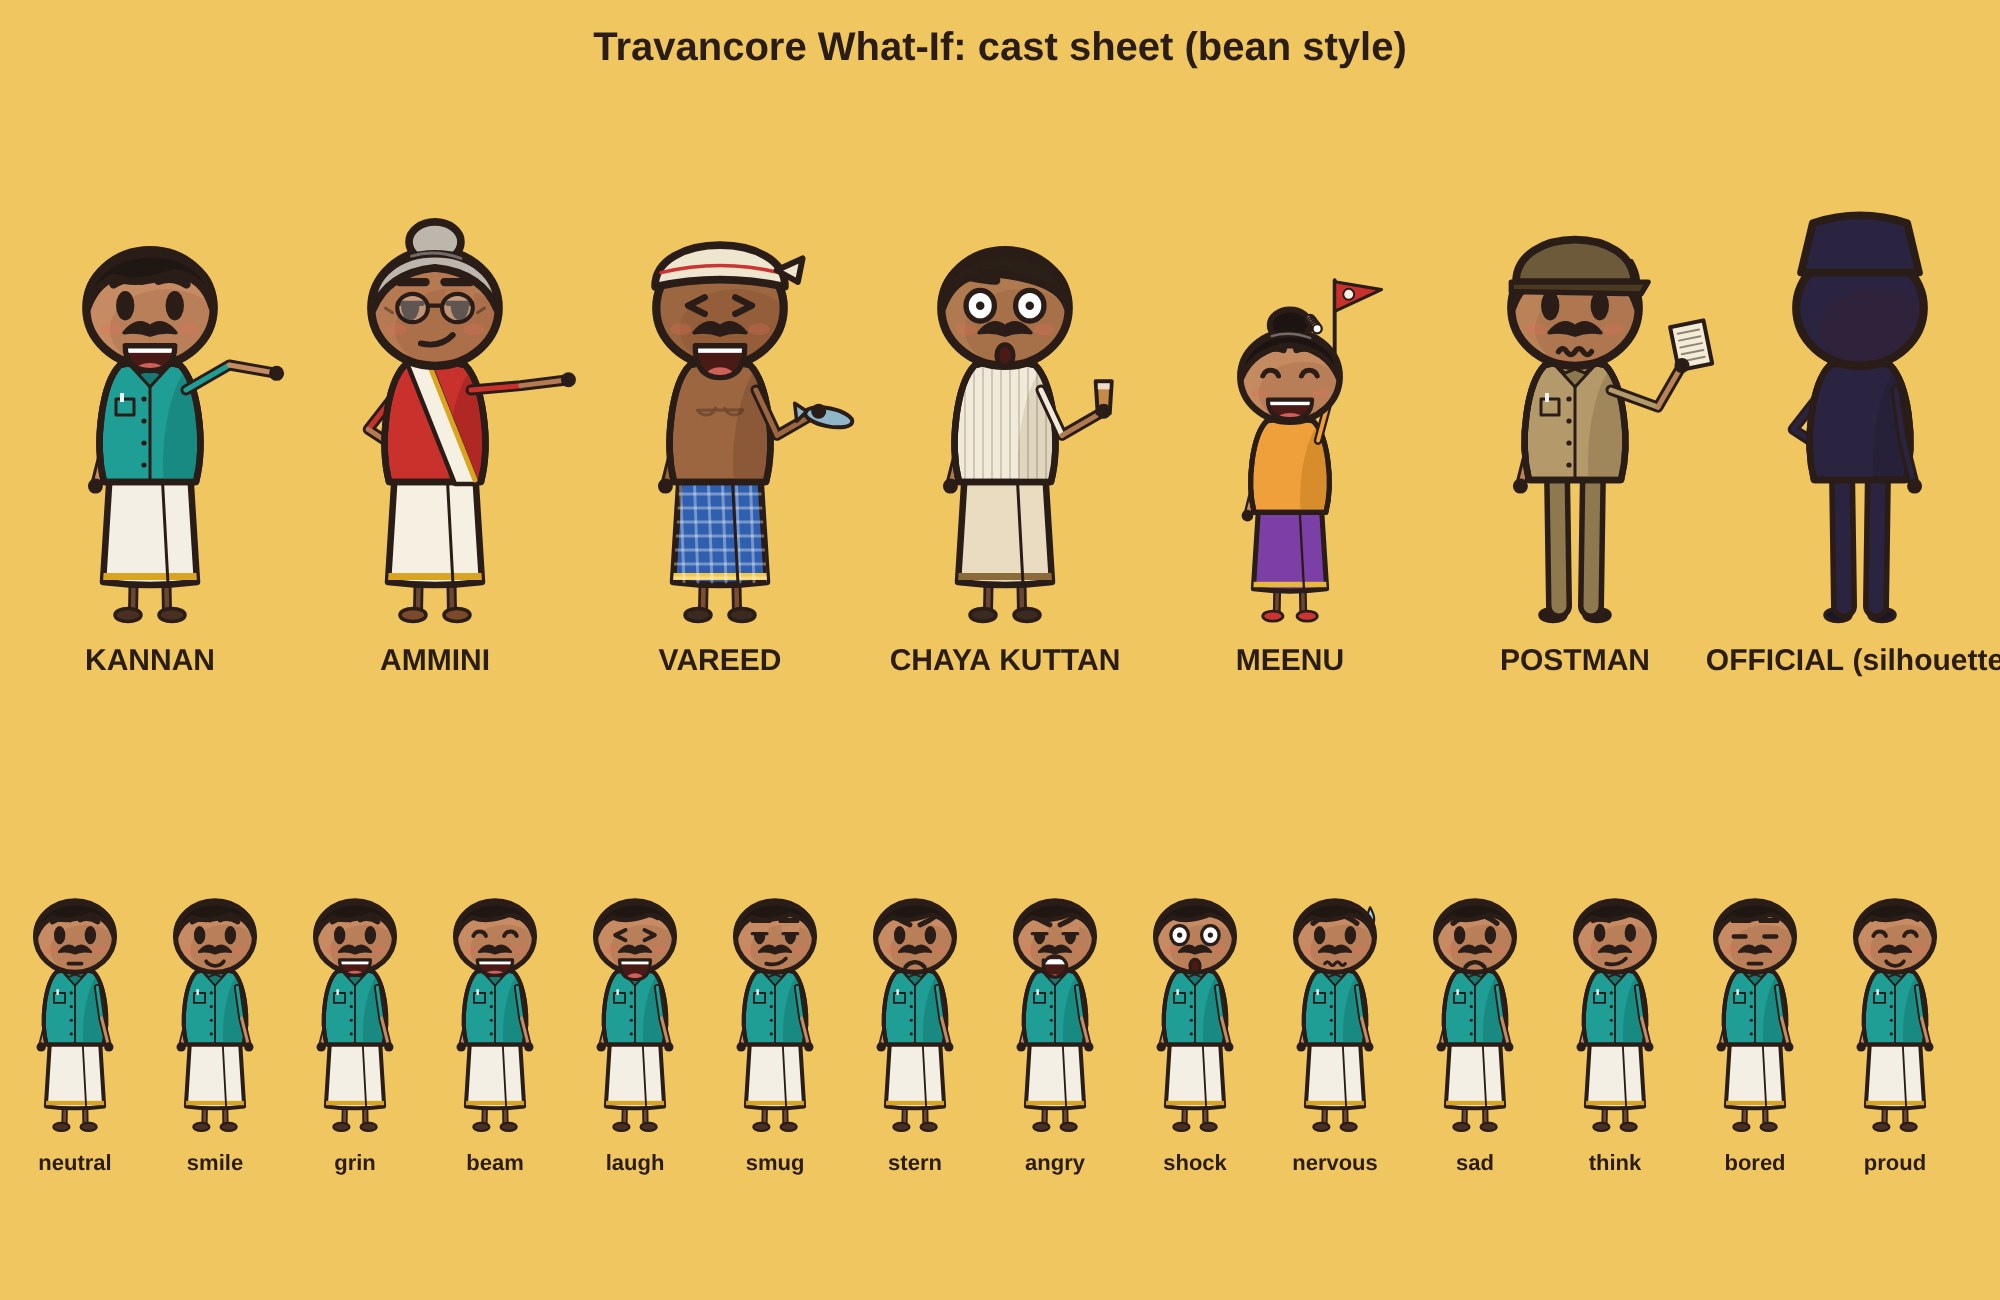 Travancore What-If: cast sheet (bean style)
KANNAN
AMMINI
VAREED
CHAYA KUTTAN
MEENU
POSTMAN
OFFICIAL (silhouette
neutral
smile
grin
beam
laugh
smug
stern
angry
shock
nervous
sad
think
bored
proud